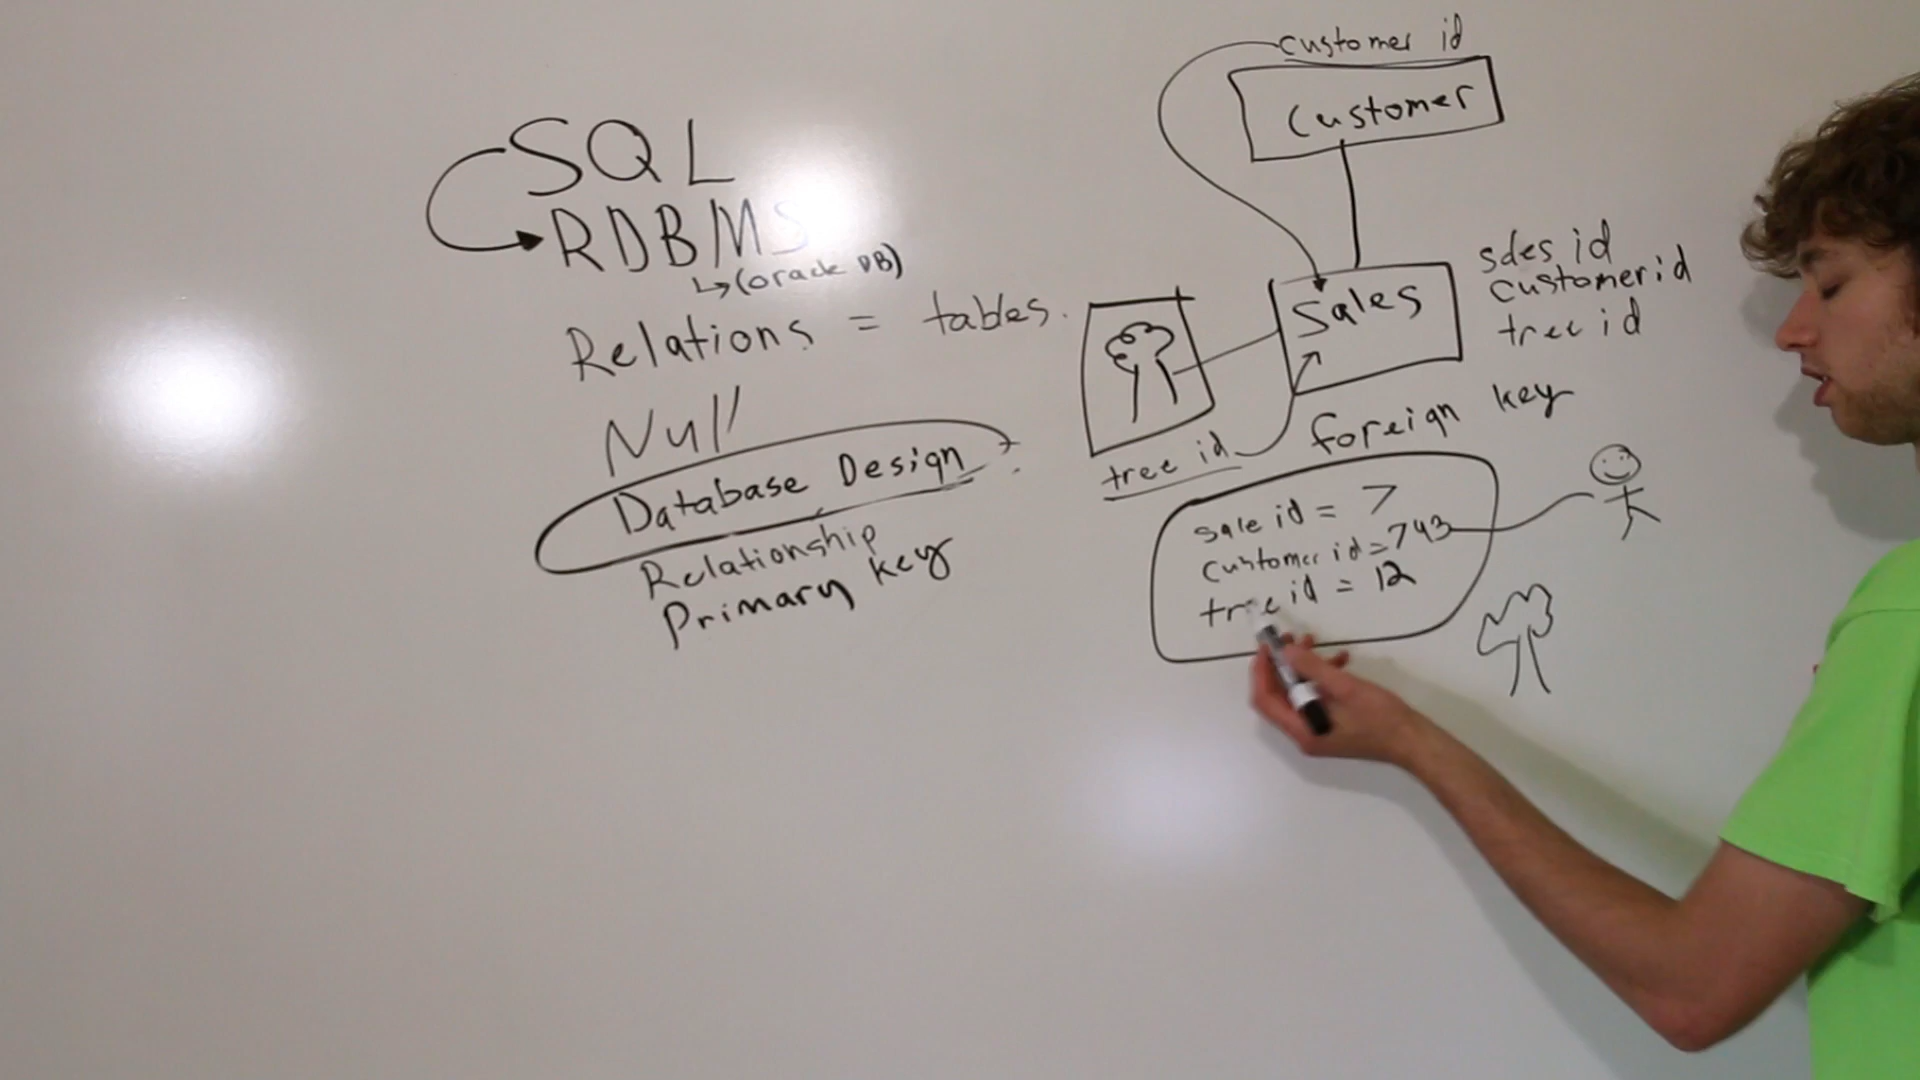 SQL
RDBMS
↳(oracle DB)
Relations = tables.
Null
Database Design
Relationship
Primary key
customer id
Customer
Sales
sales id
customer id
tree id
tree id
foreign key
sale id = 7
customer id = 743
tree id = 12